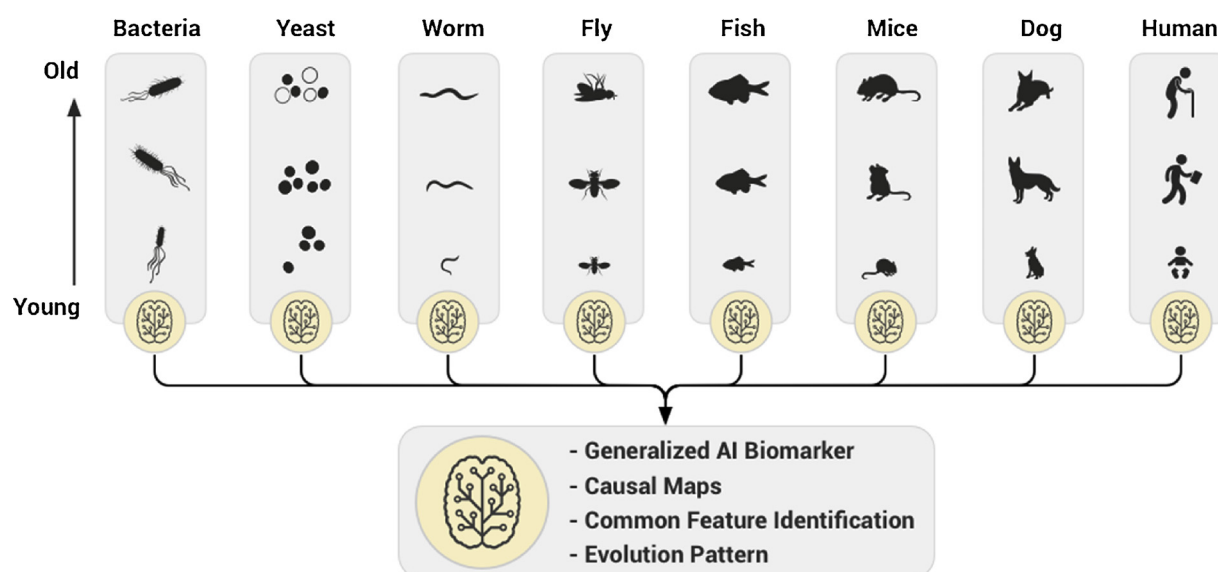 Bacteria
Yeast
Worm
Fly
Fish
Mice
Dog
Human
Old
Young
- Generalized AI Biomarker
- Causal Maps
- Common Feature Identification
- Evolution Pattern